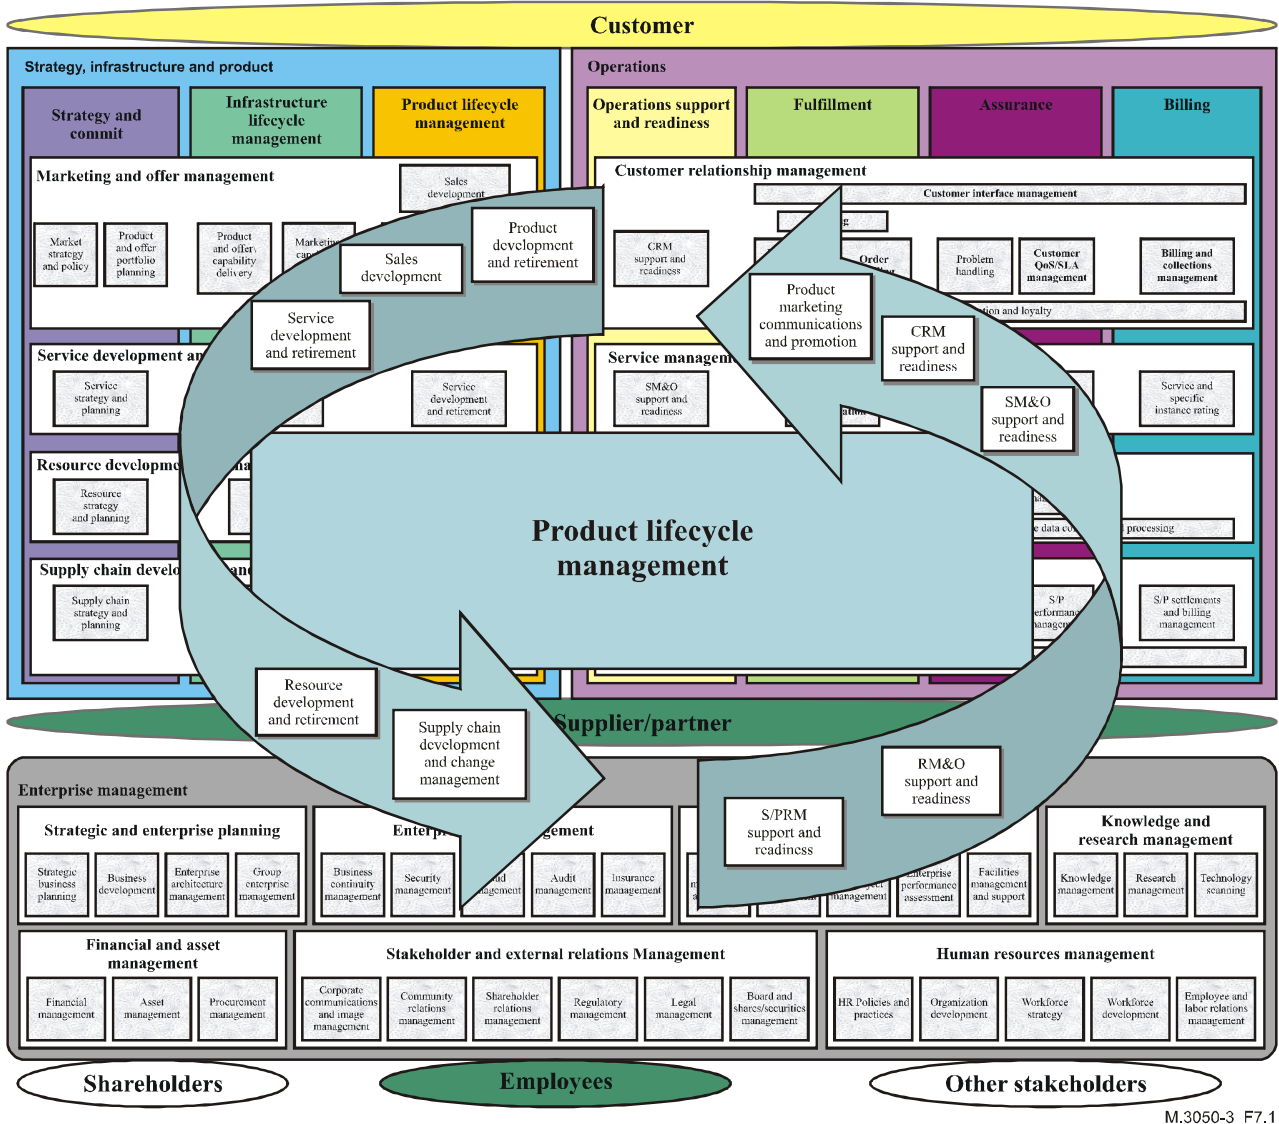 Customer
Strategy, infrastructure and product
Operations
Strategy and
commit
Infrastructure
lifecycle
management
Product lifecycle
management
Operations support
and readiness
Fulfillment
Assurance
Billing
Marketing and offer management
Sales
development
Market
strategy
and policy
Product
and offer
portfolio
planning
Product
and offer
capability
delivery
Marketing
Customer relationship management
Customer interface management
CRM
support and
readiness
Order
Problem
handling
Customer
QoS/SLA
management
Billing and
collections
management
and loyalty
Product
development
and retirement
Sales
development
Service
development
and retirement
Product
marketing
communications
and promotion
CRM
support and
readiness
SM&O
support and
readiness
Service development
Service
strategy and
planning
Service
development
and retirement
Service management
SM&O
support and
readiness
Service and
specific
instance rating
Resource
strategy
and planning
data
processing
Product lifecycle
management
Supply chain
Supply chain
strategy and
planning
S/P
S/P settlements
and billing
management
Resource
development
and retirement
Supply chain
development
and change
management
Supplier/partner
RM&O
support and
readiness
S/PRM
support and
readiness
Enterprise management
Strategic and enterprise planning
Strategic
business
planning
Business
development
Enterprise
architecture
management
Group
enterprise
management
Business
continuity
management
Security
management
Audit
management
Insurance
management
Enterprise
performance
assessment
Facilities
management
and support
Knowledge and
research management
Knowledge
management
Research
management
Technology
scanning
Financial and asset
management
Financial
management
Asset
management
Procurement
management
Stakeholder and external relations Management
Corporate
communications
and image
management
Community
relations
management
Shareholder
relations
management
Regulatory
management
Legal
management
Board and
shares/securities
management
Human resources management
HR Policies and
practices
Organization
development
Workforce
strategy
Workforce
development
Employee and
labor relations
management
Shareholders
Employees
Other stakeholders
M.3050-3 F7.1